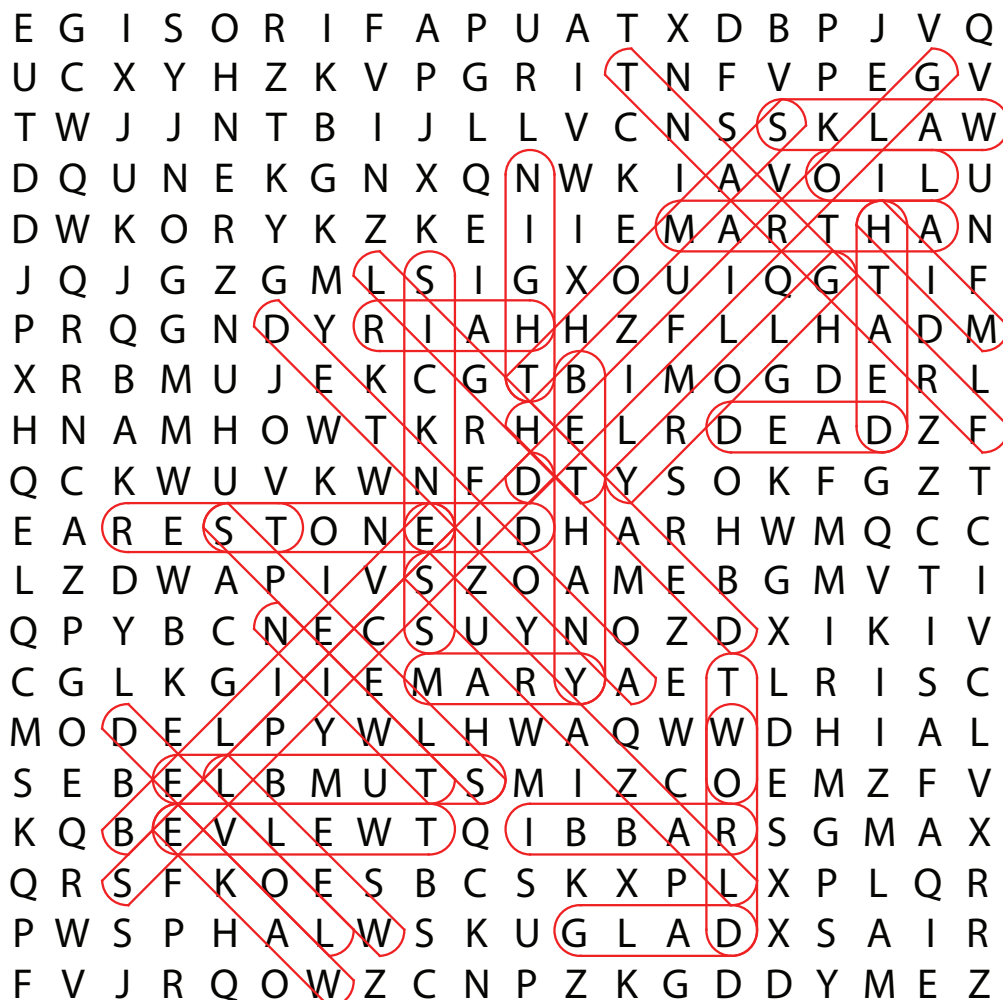 E G I S O R I F A P U A T X D B P J V Q
U C X Y H Z K V P G R I T N F V P E G V
T W J J N T B I J L L V C N S S K L A W
D Q U N E K G N X Q N W K I A V O I L U
D W K O R Y K Z K E I I E M A R T H A N
J Q J G Z G M L S I G X O U I Q G T I F
P R Q G N D Y R I A H H Z F L L H A D M
X R B M U J E K C G T B I M O G D E R L
H N A M H O W T K R H E L R D E A D Z F
Q C K W U V K W N F D T Y S O K F G Z T
E A R E S T O N E I D H A R H W M Q C C
L Z D W A P I V S Z O A M E B G M V T I
Q P Y B C N E C S U Y N O Z D X I K I V
C G L K G I I E M A R Y A E T L R I S C
M O D E L P Y W L H W A Q W W D H I A L
S E B E L B M U T S M I Z C O E M Z F V
K Q B E V L E W T Q I B B A R S G M A X
Q R S F K O E S B C S K X P L X P L Q R
P W S P H A L W S K U G L A D X S A I R
F V J R Q O W Z C N P Z K G D D Y M E Z